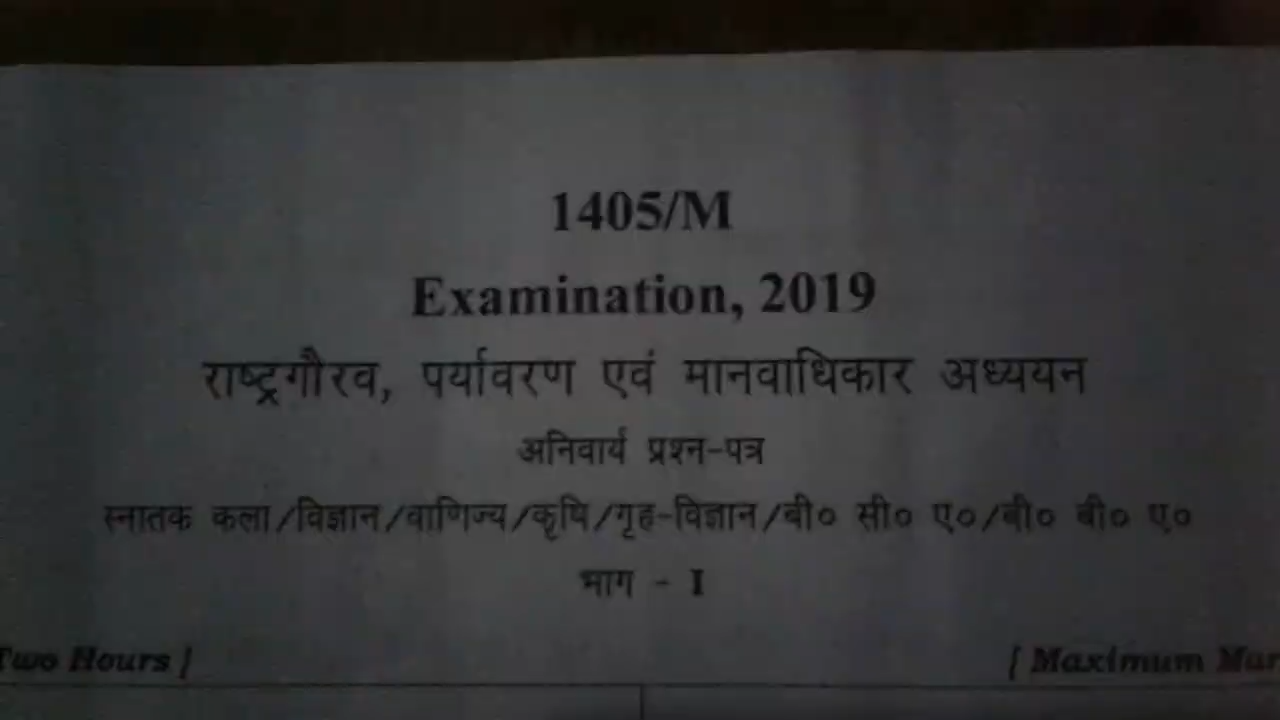 1405/M
Examination, 2019
राष्ट्रगौरव, पर्यावरण एवं मानवाधिकार अध्ययन
अनिवार्य प्रश्न-पत्र
स्नातक कला/विज्ञान/वाणिज्य/कृषि/गृह-विज्ञान/बी० सी० ए०/बी० बी० ए०
भाग - I
Two Hours ] [ Maximum Mar